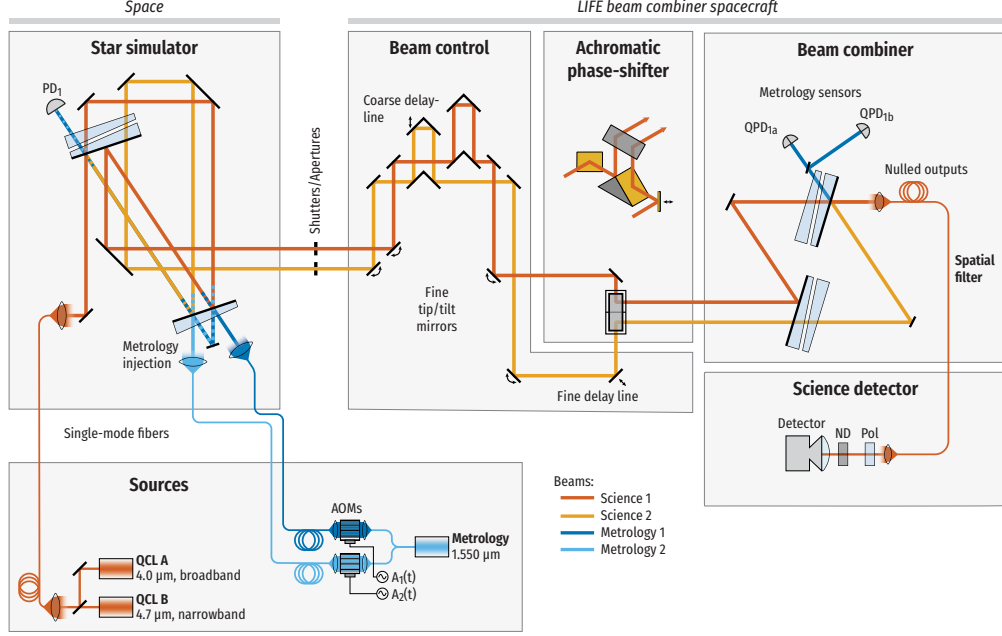 Space
LIFE beam combiner spacecraft
Star simulator
PD1
Shutters/Apertures
Metrology
injection
Beam control
Coarse delay-
line
Fine
tip/tilt
mirrors
Fine delay line
Achromatic
phase-shifter
Beam combiner
Metrology sensors
QPD1a
QPD1b
Nulled outputs
Spatial
filter
Science detector
Detector
ND
Pol
Single-mode fibers
Sources
AOMs
Metrology
1.550 µm
A1(t)
A2(t)
QCL A
4.0 µm, broadband
QCL B
4.7 µm, narrowband
Beams:
Science 1
Science 2
Metrology 1
Metrology 2